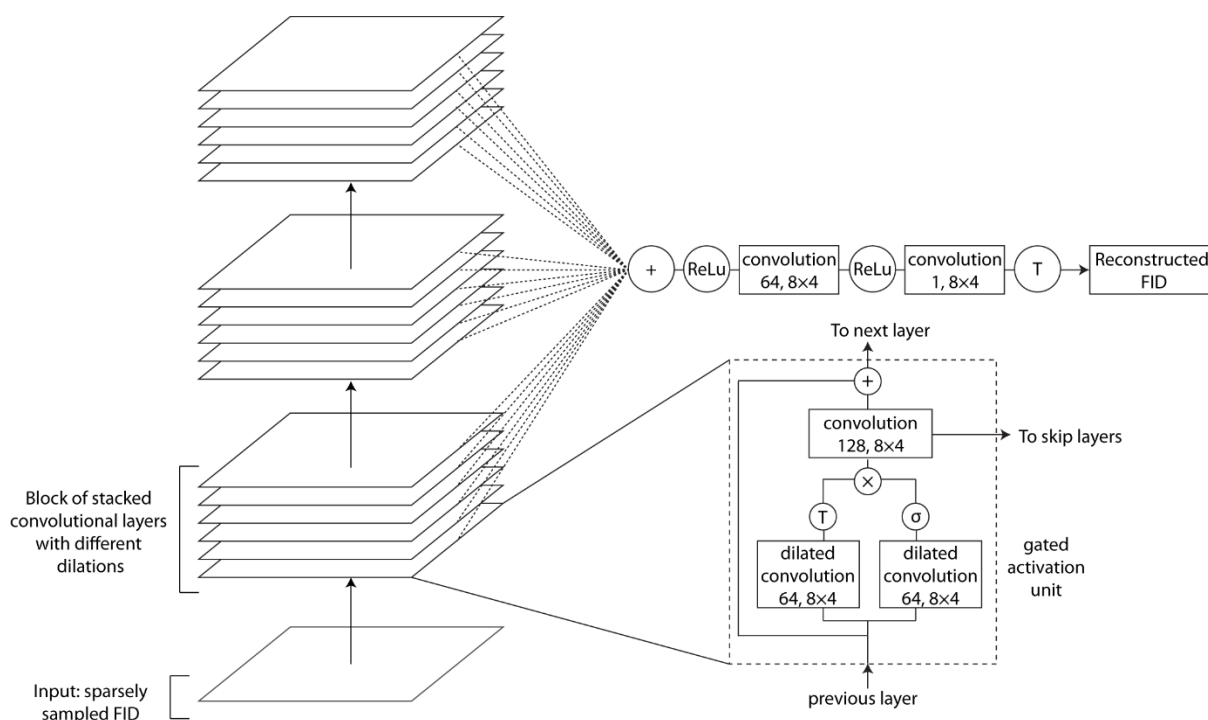 +
ReLu
convolution
64, 8×4
ReLu
convolution
1, 8×4
T
Reconstructed
FID
To next layer
+
convolution
128, 8×4
To skip layers
×
T
σ
dilated
convolution
64, 8×4
dilated
convolution
64, 8×4
gated
activation
unit
previous layer
Block of stacked
convolutional layers
with different
dilations
Input: sparsely
sampled FID